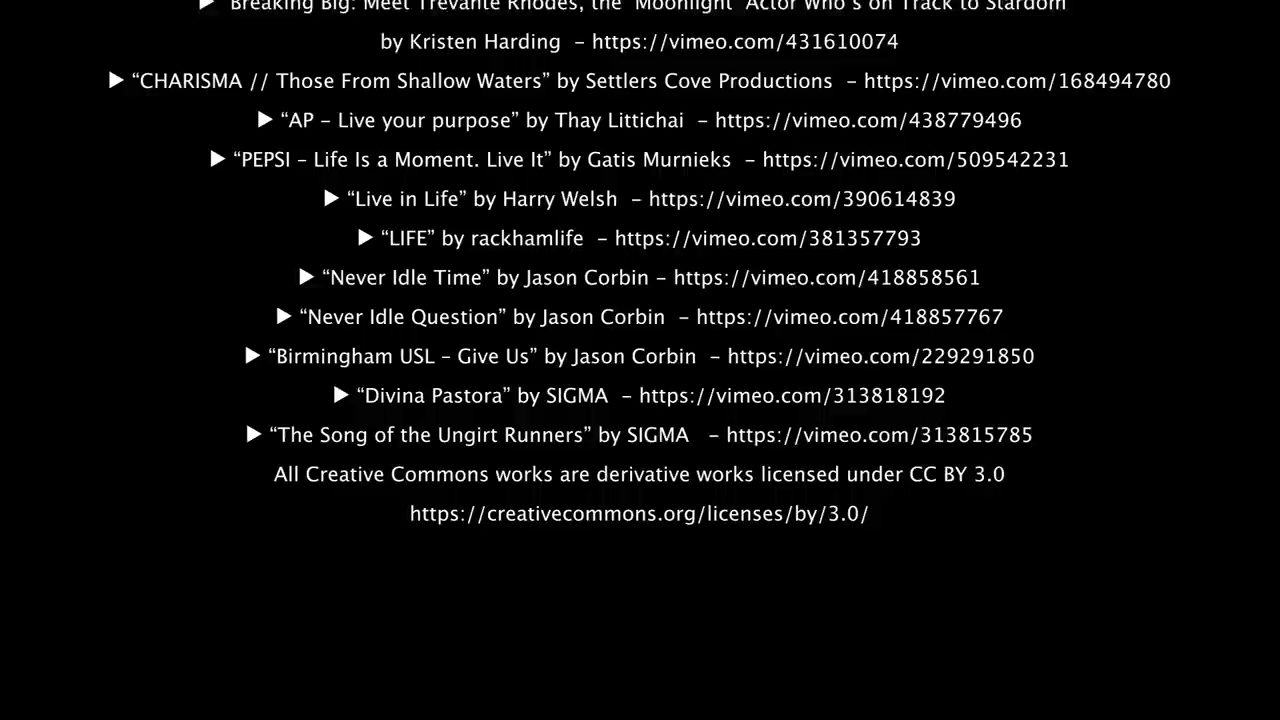 ▶ “Breaking Big: Meet Trevante Rhodes, the ‘Moonlight’ Actor Who’s on Track to Stardom”
by Kristen Harding – https://vimeo.com/431610074
▶ “CHARISMA // Those From Shallow Waters” by Settlers Cove Productions – https://vimeo.com/168494780
▶ “AP – Live your purpose” by Thay Littichai – https://vimeo.com/438779496
▶ “PEPSI – Life Is a Moment. Live It” by Gatis Murnieks – https://vimeo.com/509542231
▶ “Live in Life” by Harry Welsh – https://vimeo.com/390614839
▶ “LIFE” by rackhamlife – https://vimeo.com/381357793
▶ “Never Idle Time” by Jason Corbin – https://vimeo.com/418858561
▶ “Never Idle Question” by Jason Corbin – https://vimeo.com/418857767
▶ “Birmingham USL – Give Us” by Jason Corbin – https://vimeo.com/229291850
▶ “Divina Pastora” by SIGMA – https://vimeo.com/313818192
▶ “The Song of the Ungirt Runners” by SIGMA – https://vimeo.com/313815785
All Creative Commons works are derivative works licensed under CC BY 3.0
https://creativecommons.org/licenses/by/3.0/